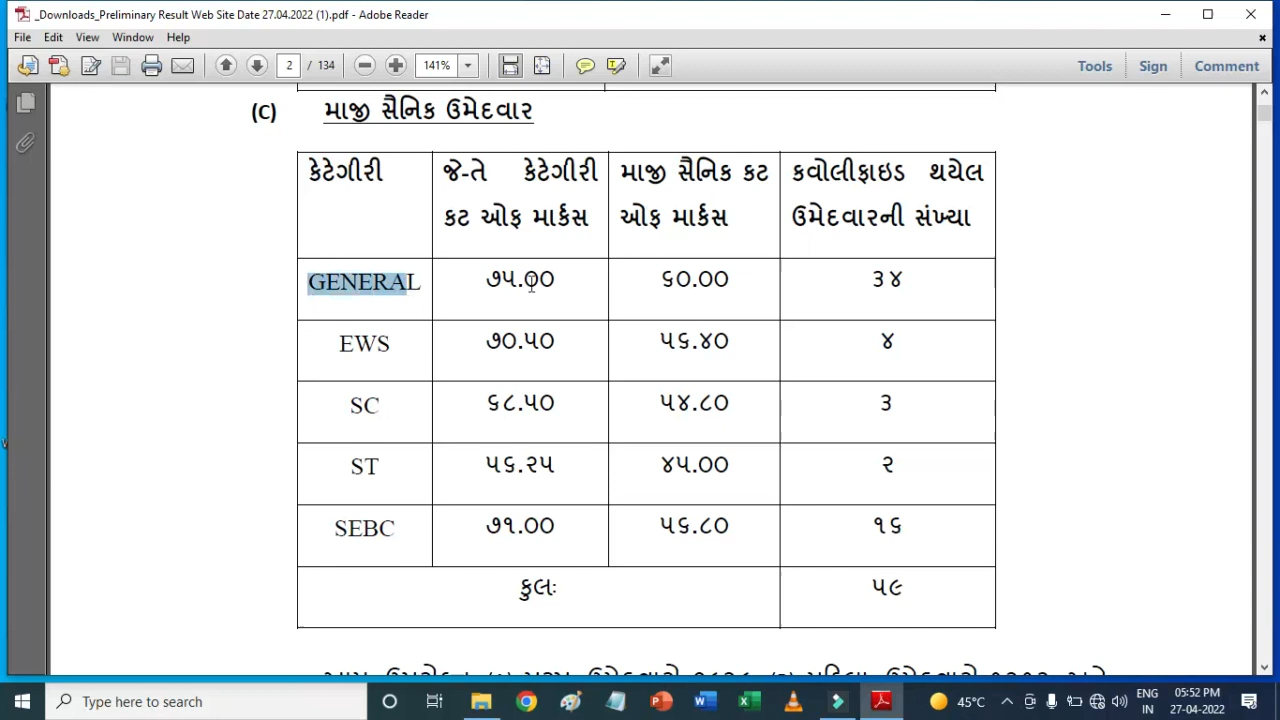 _Downloads_Preliminary Result Web Site Date 27.04.2022 (1).pdf - Adobe Reader
File Edit View Window Help
2 / 134 141% Tools Sign Comment
(C) માજી સૈનિક ઉમેદવાર
કેટેગીરી
જે-તે કેટેગીરી
કટ ઓફ માર્કસ
માજી સૈનિક કટ
ઓફ માર્કસ
કવોલીફાઇડ થયેલ
ઉમેદવારની સંખ્યા
GENERAL ૭૫.૦૦ ૬૦.૦૦ ૩૪
EWS ૭૦.૫૦ ૫૬.૪૦ ૪
SC ૬૮.૫૦ ૫૪.૮૦ ૩
ST ૫૬.૨૫ ૪૫.૦૦ ૨
SEBC ૭૧.૦૦ ૫૬.૮૦ ૧૬
કુલઃ ૫૯
Type here to search
45°C
ENG
IN
05:52 PM
27-04-2022